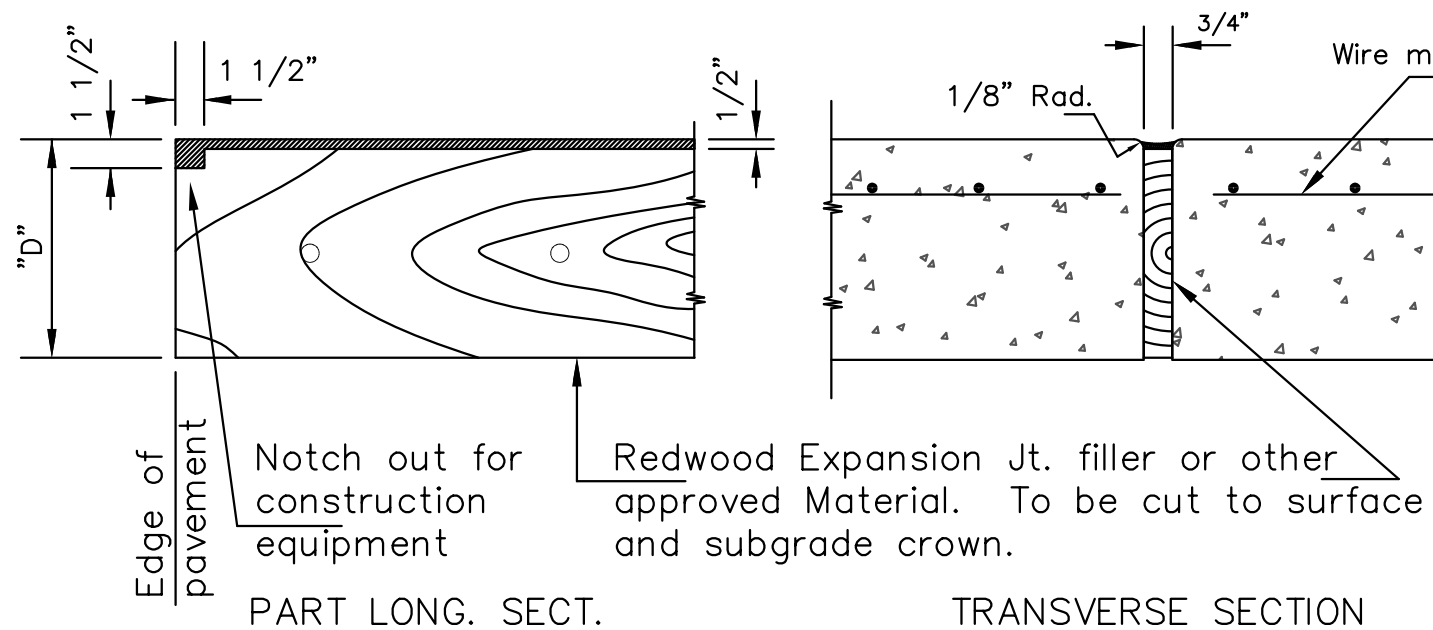 1 1/2”
1 1/2”
1/2”
3/4”
Wire m
1/8” Rad.
”D”
Edge of
pavement
Notch out for
construction
equipment
Redwood Expansion Jt. filler or other
approved Material. To be cut to surface
and subgrade crown.
PART LONG. SECT.
TRANSVERSE SECTION